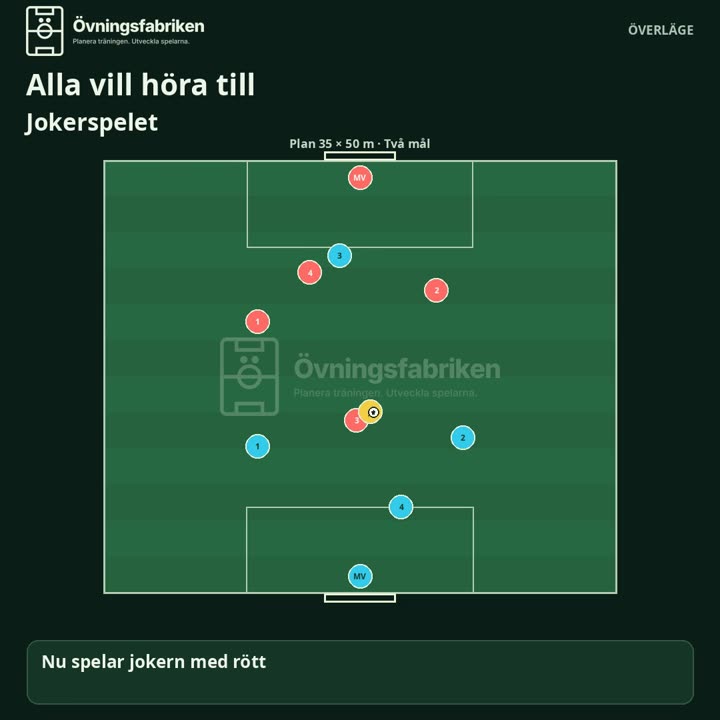 Övningsfabriken
Planera träningen. Utveckla spelarna.
ÖVERLÄGE
Alla vill höra till
Jokerspelet
Plan 35 × 50 m · Två mål
MV
3
4
2
1
Övningsfabriken
Planera träningen. Utveckla spelarna.
3
1
2
4
MV
Nu spelar jokern med rött